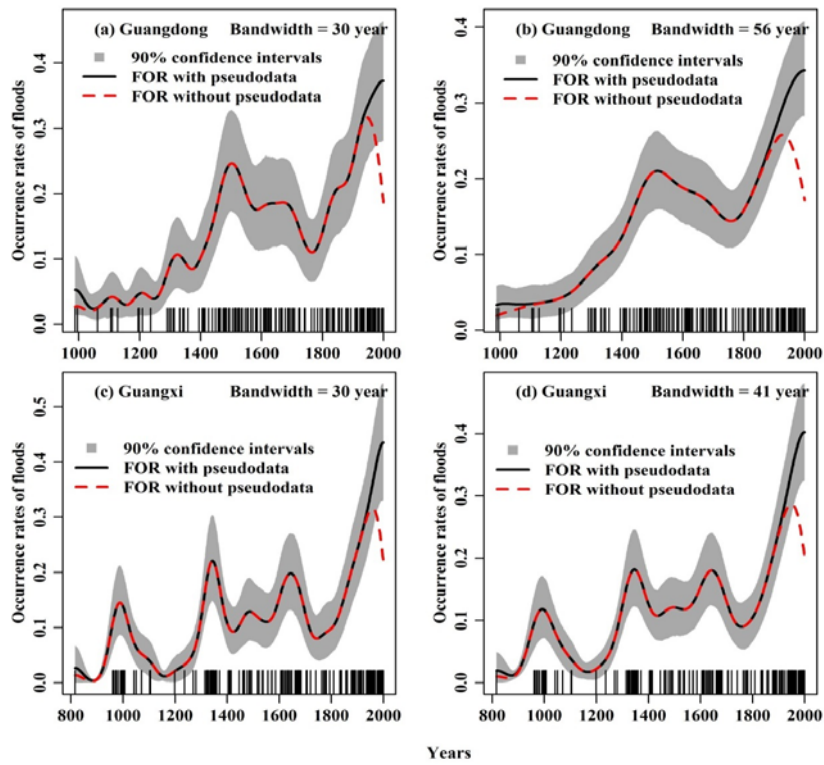 (a) Guangdong Bandwidth = 30 year
90% confidence intervals
FOR with pseudodata
FOR without pseudodata
Occurrence rates of floods
0.4
0.3
0.2
0.1
0.0
1000 1200 1400 1600 1800 2000
(b) Guangdong Bandwidth = 56 year
90% confidence intervals
FOR with pseudodata
FOR without pseudodata
Occurrence rates of floods
0.4
0.3
0.2
0.1
0.0
1000 1200 1400 1600 1800 2000
(c) Guangxi Bandwidth = 30 year
90% confidence intervals
FOR with pseudodata
FOR without pseudodata
Occurrence rates of floods
0.5
0.4
0.3
0.2
0.1
0.0
800 1000 1200 1400 1600 1800 2000
(d) Guangxi Bandwidth = 41 year
90% confidence intervals
FOR with pseudodata
FOR without pseudodata
Occurrence rates of floods
0.4
0.3
0.2
0.1
0.0
800 1000 1200 1400 1600 1800 2000
Years